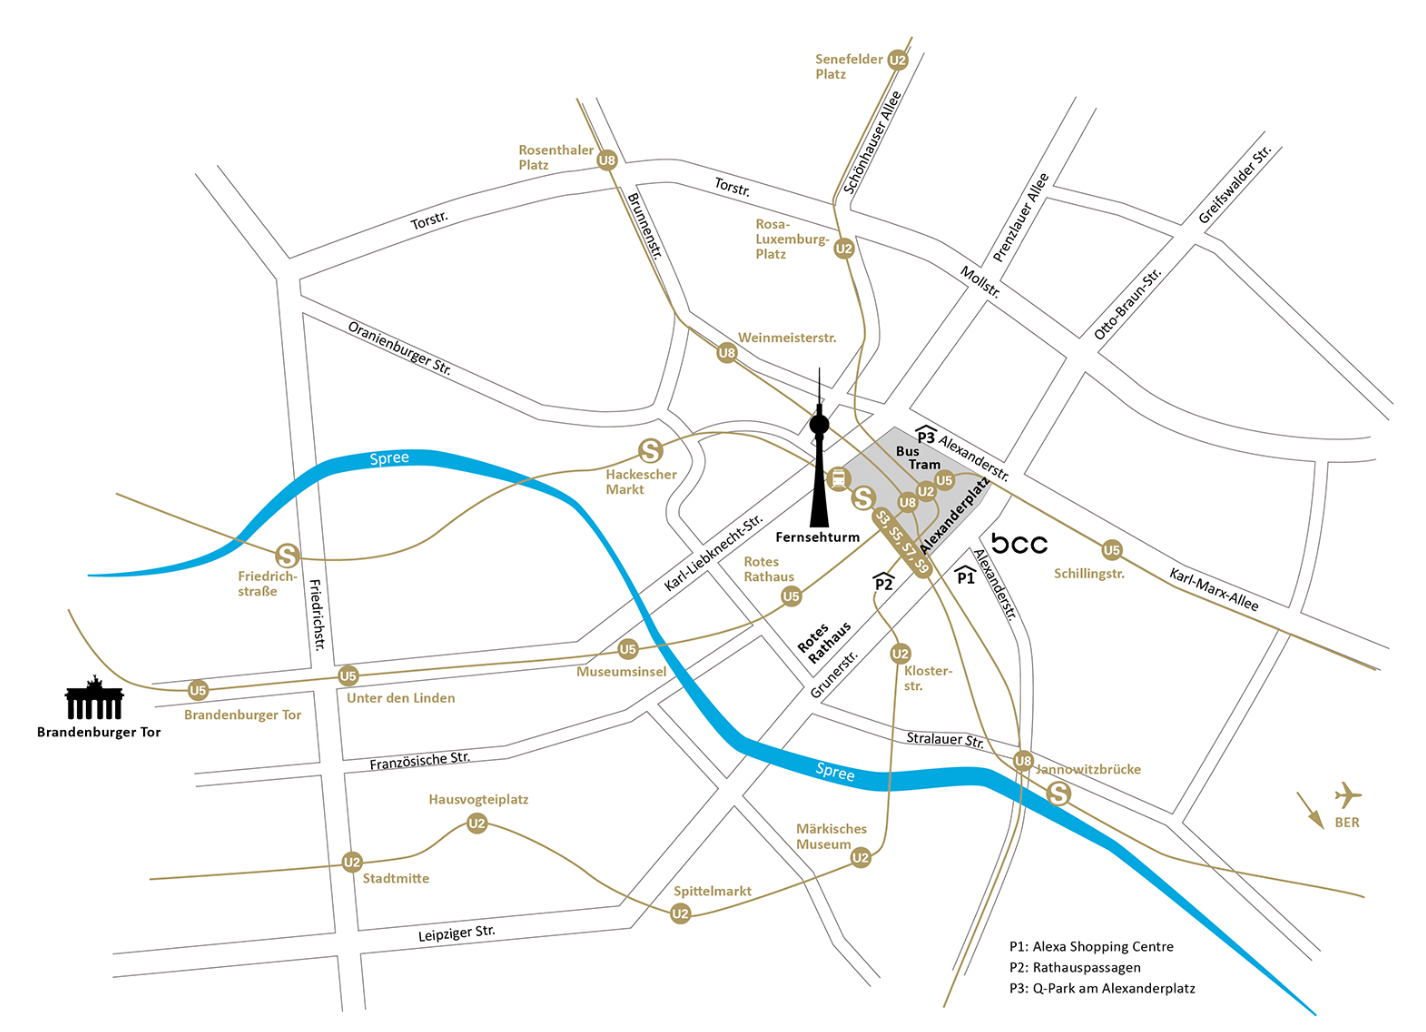 Senefelder
Platz
U2
Schönhauser Allee
Rosenthaler
Platz
U8
Torstr.
Torstr.
Brunnenstr.
Rosa-
Luxemburg-
Platz
U2
Prenzlauer Allee
Greifswalder Str.
Mollstr.
Otto-Braun-Str.
Oranienburger Str.
Weinmeisterstr.
U8
P3
Alexanderstr.
Bus
Tram
U5
U2
U8
Alexanderplatz
S
S3, S5, S7, S9
Spree
S
Hackescher
Markt
Fernsehturm
bcc
U5
Schillingstr.
Karl-Marx-Allee
S
Friedrich-
straße
Friedrichstr.
Karl-Liebknecht-Str.
Rotes
Rathaus
U5
P2
P1
Alexanderstr.
Rotes
Rathaus
Grunerstr.
U2
Kloster-
str.
U5
Museumsinsel
U5
Unter den Linden
U5
Brandenburger Tor
Brandenburger Tor
Französische Str.
Stralauer Str.
Spree
U8
Jannowitzbrücke
S
BER
Hausvogteiplatz
U2
Märkisches
Museum
U2
U2
Stadtmitte
Spittelmarkt
U2
Leipziger Str.
P1: Alexa Shopping Centre
P2: Rathauspassagen
P3: Q-Park am Alexanderplatz